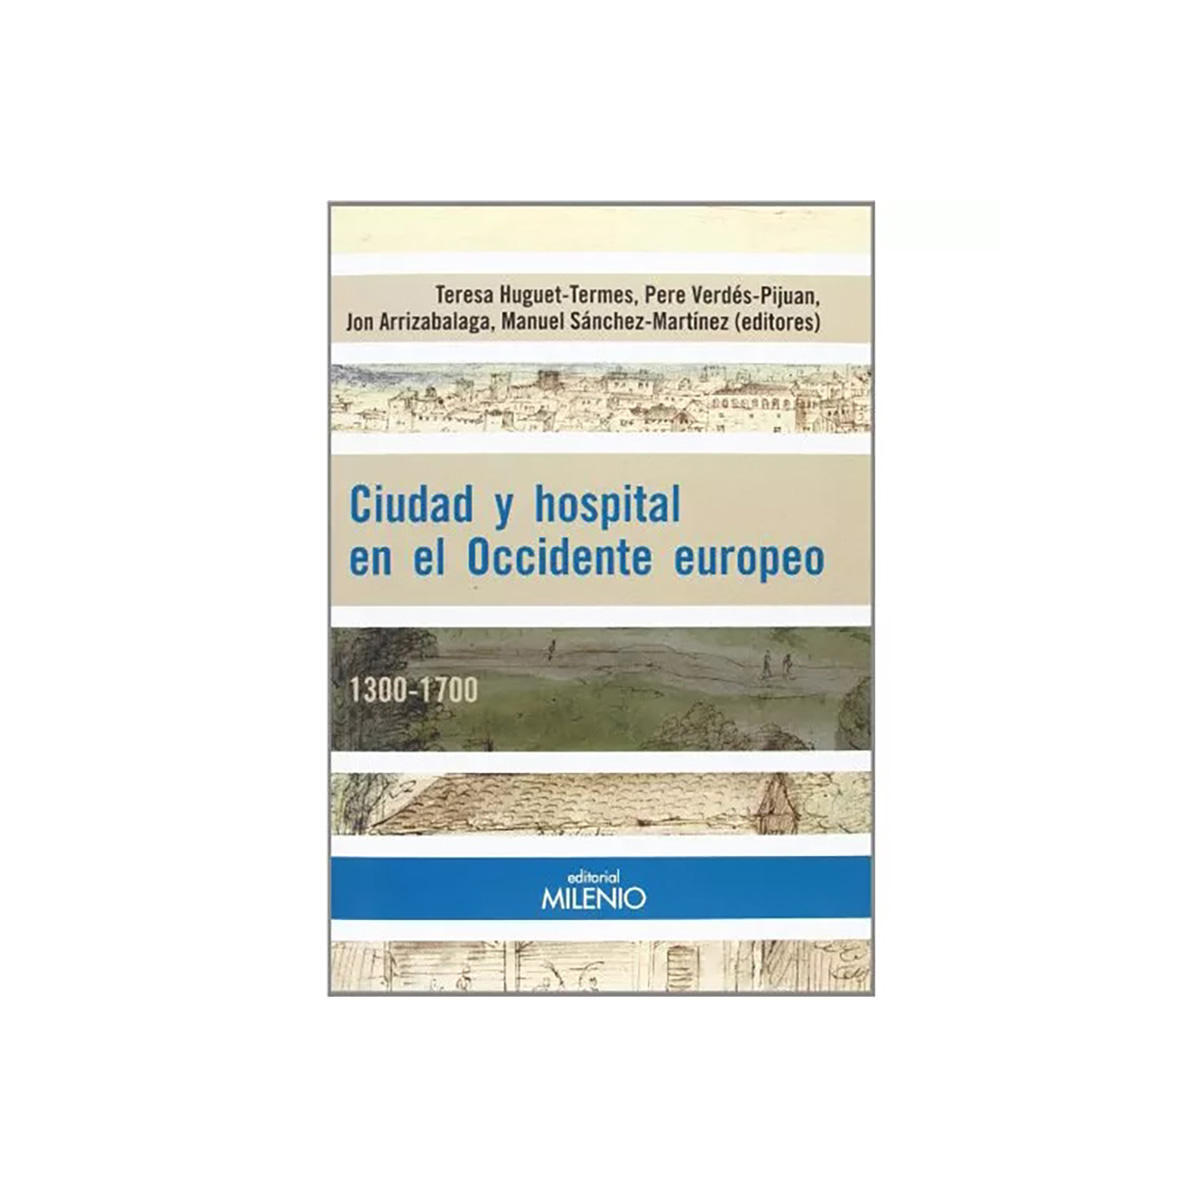 Teresa Huguet-Termes, Pere Verdés-Pijuan,
Jon Arrizabalaga, Manuel Sánchez-Martínez (editores)
Ciudad y hospital
en el Occidente europeo
1300-1700
editorial
MILENIO